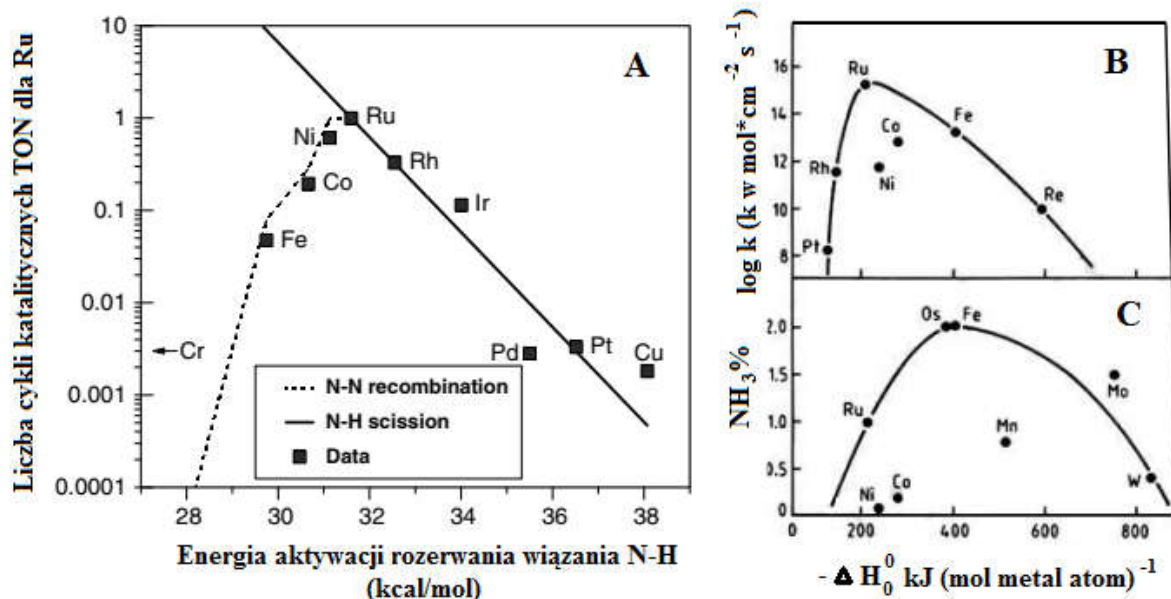 Liczba cykli katalitycznych TON dla Ru
10
1
0.1
0.01
0.001
0.0001
A
Ru
Ni
Rh
Co
Ir
Fe
Cr
Pd
Pt
Cu
N-N recombination
N-H scission
Data
28 30 32 34 36 38
Energia aktywacji rozerwania wiązania N-H
(kcal/mol)
log k (k w mol*cm⁻² s⁻¹)
16
14
12
10
8
B
Ru
Co
Fe
Rh
Ni
Re
Pt
NH₃%
2.0
1.5
1.0
0.5
0
C
Os Fe
Mo
Ru
Mn
Ni
Co
W
0 200 400 600 800
- Δ H₀⁰ kJ (mol metal atom)⁻¹